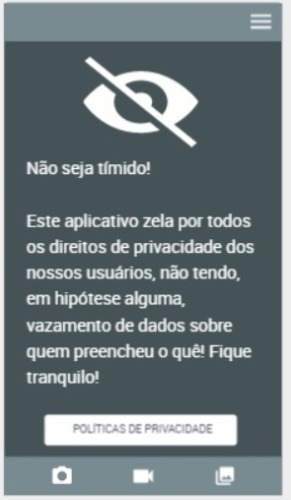 Não seja tímido!
Este aplicativo zela por todos
os direitos de privacidade dos
nossos usuários, não tendo,
em hipótese alguma,
vazamento de dados sobre
quem preencheu o quê! Fique
tranquilo!
POLÍTICAS DE PRIVACIDADE